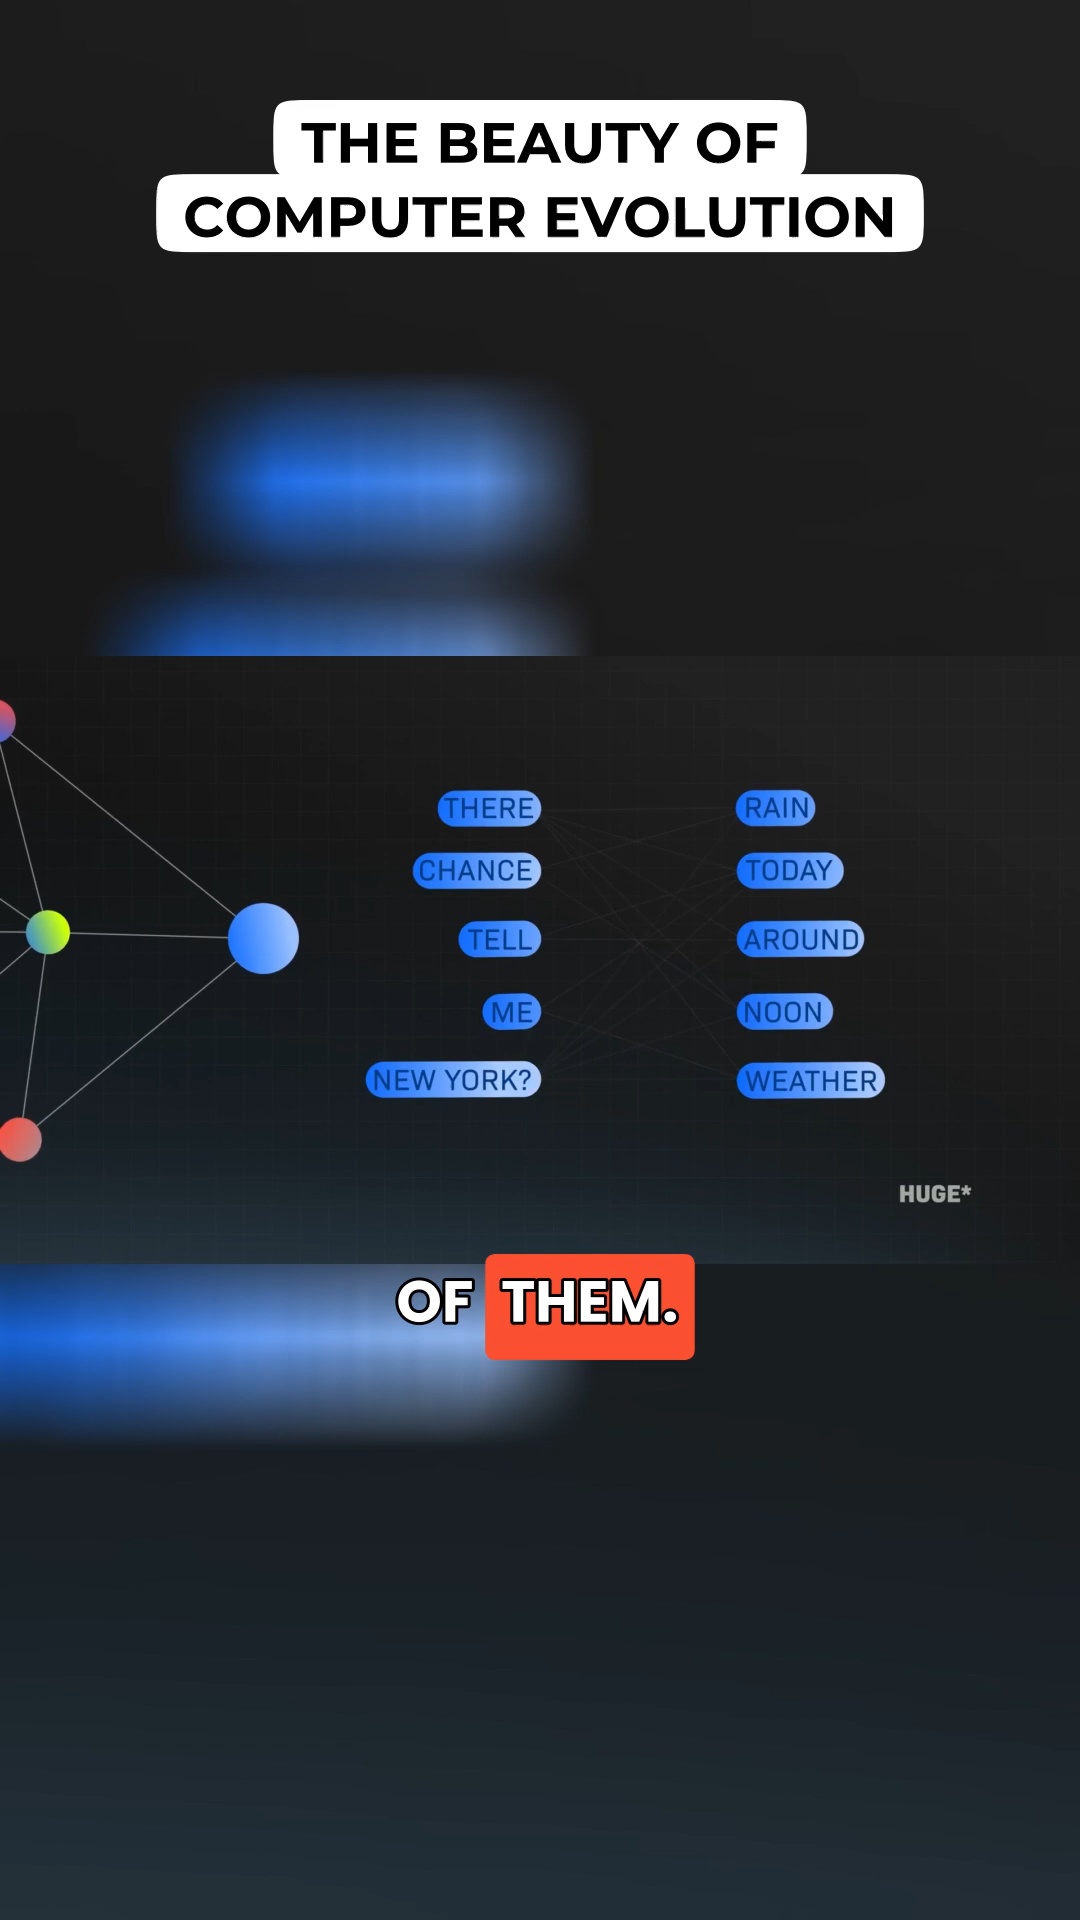 THE BEAUTY OF
COMPUTER EVOLUTION
THERE
CHANCE
TELL
ME
NEW YORK?
RAIN
TODAY
AROUND
NOON
WEATHER
HUGE*
OF THEM.